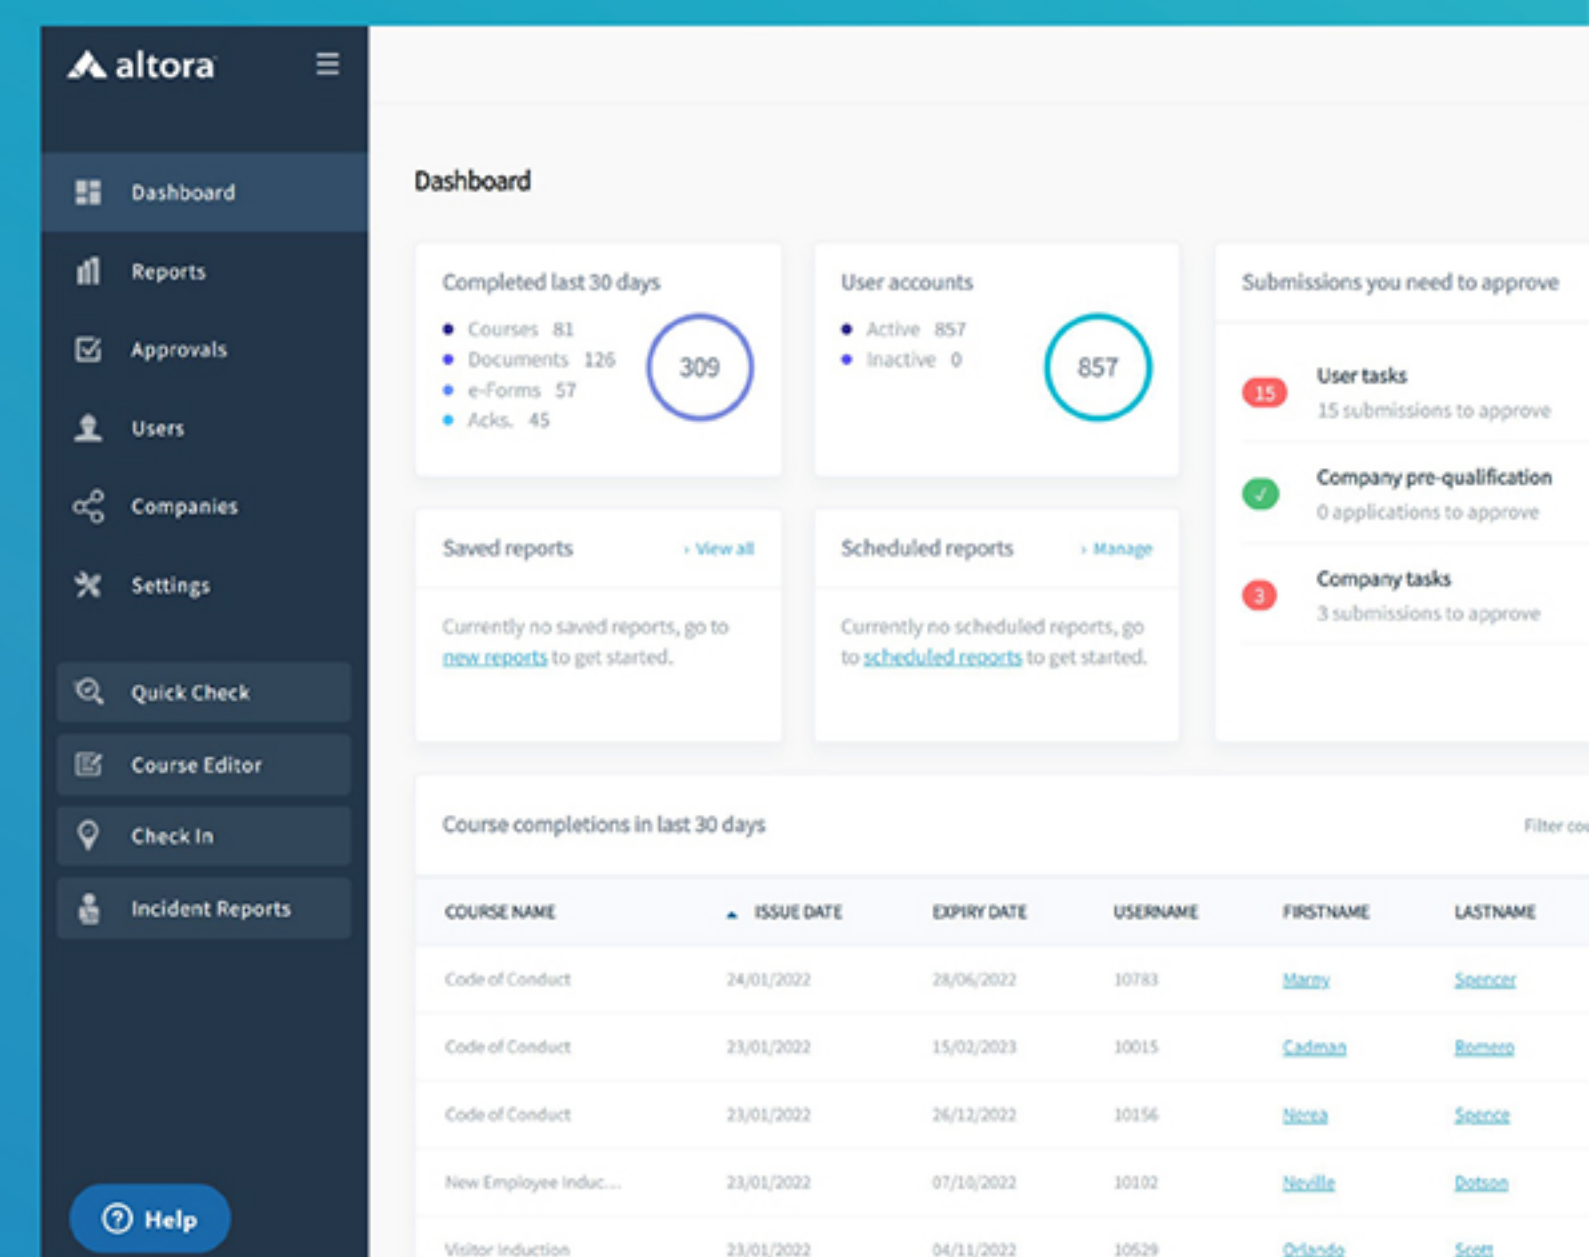 altora
Dashboard
Reports
Approvals
Users
Companies
Settings
Quick Check
Course Editor
Check In
Incident Reports
Help
Dashboard
Completed last 30 days
Courses 81
Documents 126
e-Forms 57
Acks. 45
309
User accounts
Active 857
Inactive 0
857
Submissions you need to approve
15
User tasks
15 submissions to approve
Company pre-qualification
0 applications to approve
3
Company tasks
3 submissions to approve
Saved reports › View all
Currently no saved reports, go to
new reports to get started.
Scheduled reports › Manage
Currently no scheduled reports, go
to scheduled reports to get started.
Course completions in last 30 days Filter cou
COURSE NAME ISSUE DATE EXPIRY DATE USERNAME FIRSTNAME LASTNAME
Code of Conduct 24/01/2022 28/06/2022 10783 Marny Spencer
Code of Conduct 23/01/2022 15/02/2023 10015 Cadman Romero
Code of Conduct 23/01/2022 26/12/2022 10156 Nerea Spence
New Employee Induc... 23/01/2022 07/10/2022 10102 Neville Dotson
Visitor Induction 23/01/2022 04/11/2022 10529 Orlando Scott